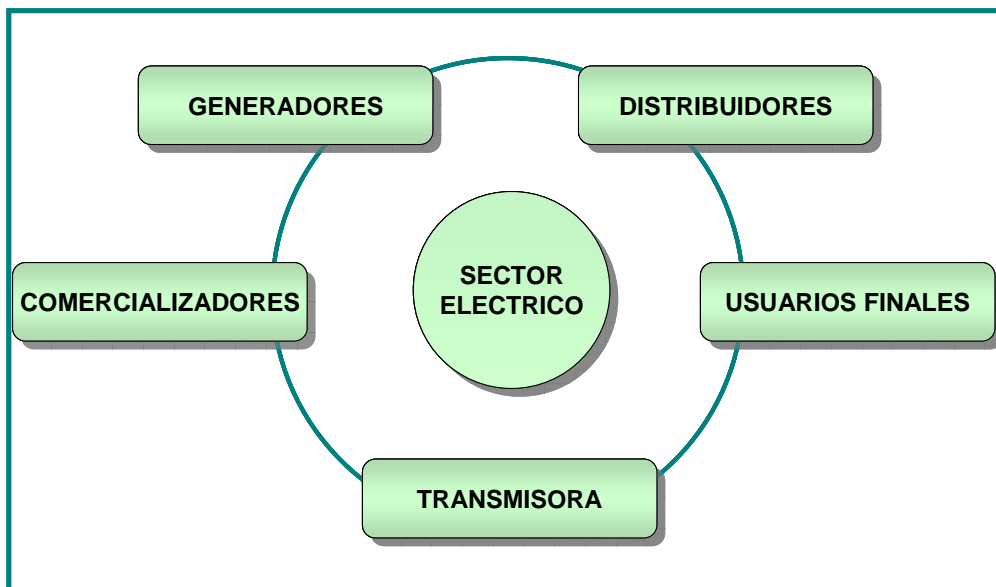 GENERADORES
DISTRIBUIDORES
SECTOR
ELECTRICO
COMERCIALIZADORES
USUARIOS FINALES
TRANSMISORA